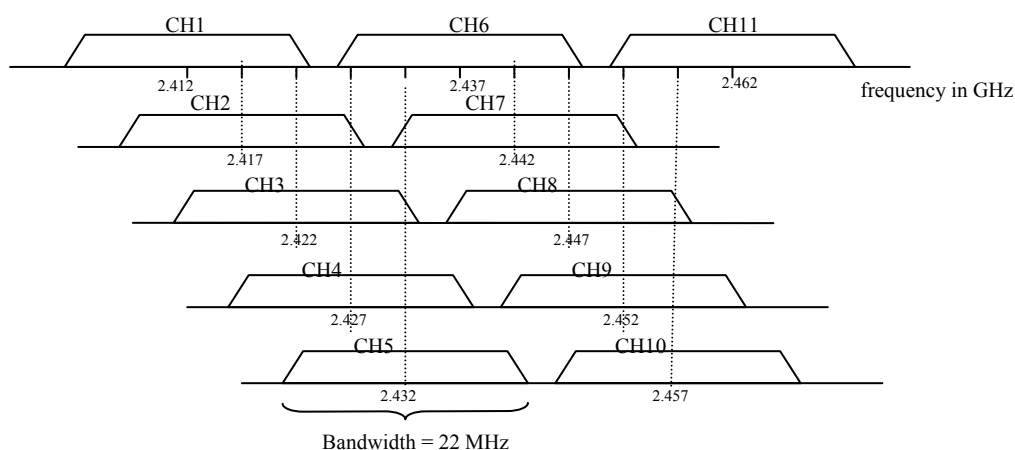 CH1 CH6 CH11
2.412 2.437 2.462
frequency in GHz
CH2 CH7
2.417 2.442
CH3 CH8
2.422 2.447
CH4 CH9
2.427 2.452
CH5 CH10
2.432 2.457
Bandwidth = 22 MHz